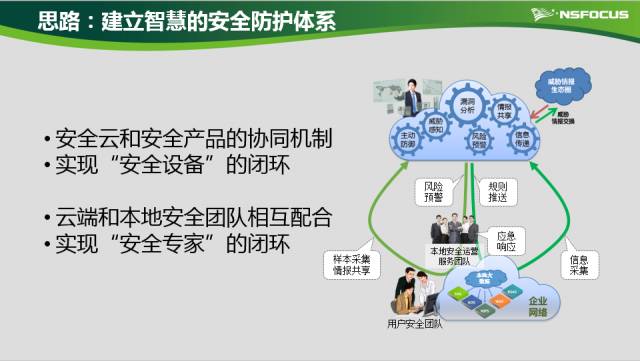 思路：建立智慧的安全防护体系
NSFOCUS
• 安全云和安全产品的协同机制
• 实现“安全设备”的闭环
• 云端和本地安全团队相互配合
• 实现“安全专家”的闭环
威胁情报
生态圈
威胁
情报交换
漏洞
分析
情报
共享
威胁
感知
主动
防御
风险
预警
信息
传递
风险
预警
规则
推送
本地安全运营
服务团队
应急
响应
样本采集
情报共享
信息
采集
本地大
数据
企业
网络
用户安全团队